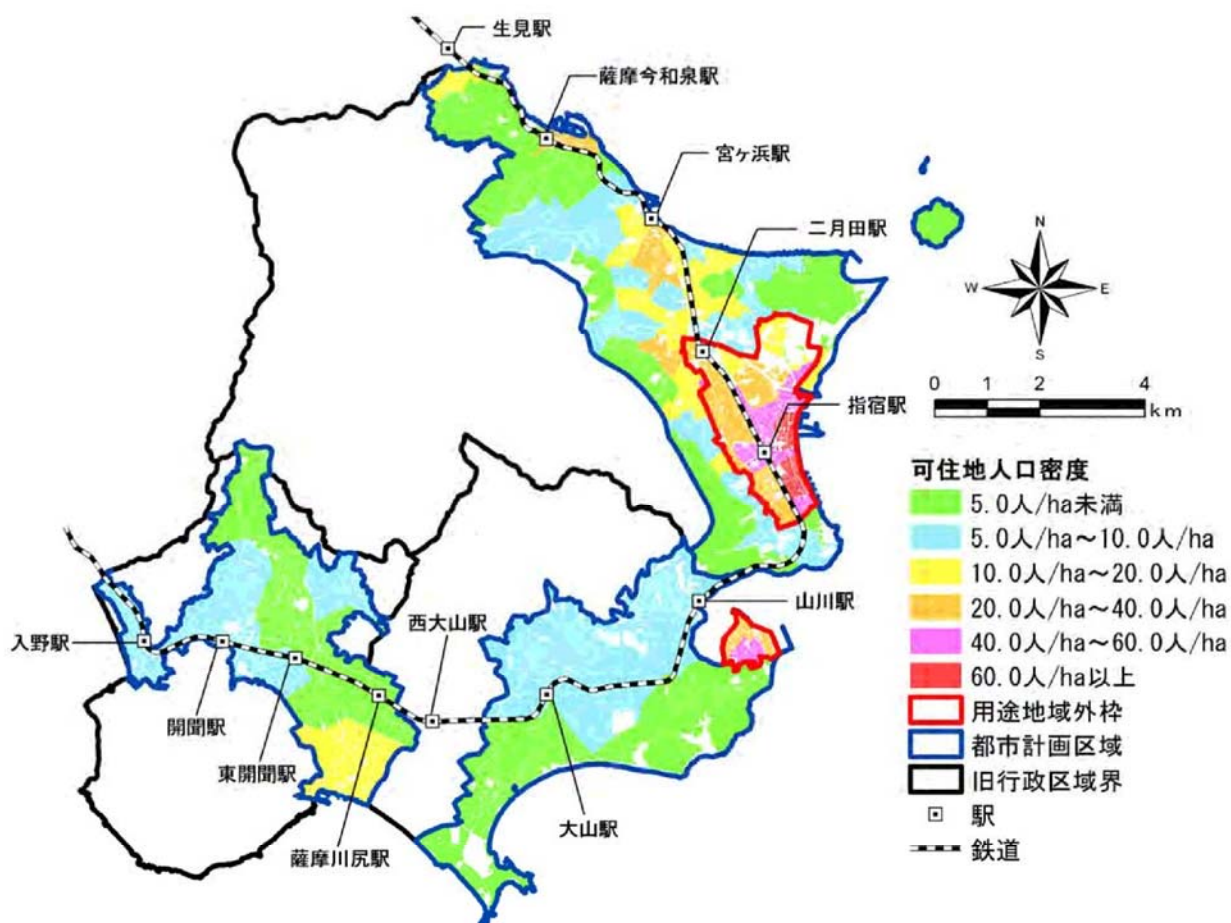 生見駅
薩摩今和泉駅
宮ヶ浜駅
二月田駅
指宿駅
N
W
E
S
0 1 2 4
km
可住地人口密度
5.0人/ha未満
5.0人/ha～10.0人/ha
10.0人/ha～20.0人/ha
20.0人/ha～40.0人/ha
40.0人/ha～60.0人/ha
60.0人/ha以上
用途地域外枠
都市計画区域
旧行政区域界
駅
鉄道
山川駅
西大山駅
入野駅
開聞駅
東開聞駅
薩摩川尻駅
大山駅